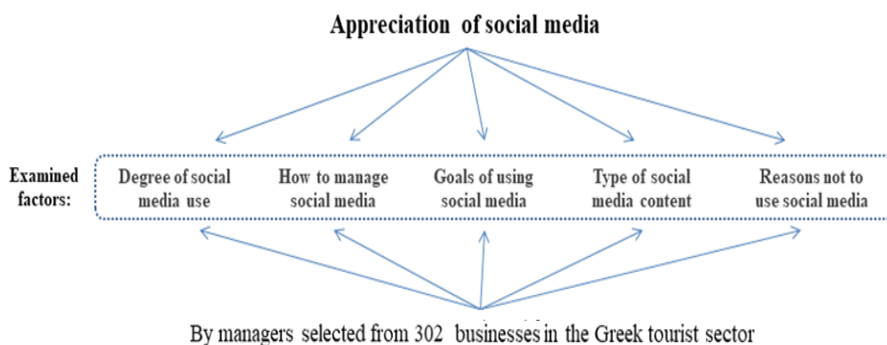 Appreciation of social media
Examined
factors:
Degree of social
media use
How to manage
social media
Goals of using
social media
Type of social
media content
Reasons not to
use social media
By managers selected from 302 businesses in the Greek tourist sector